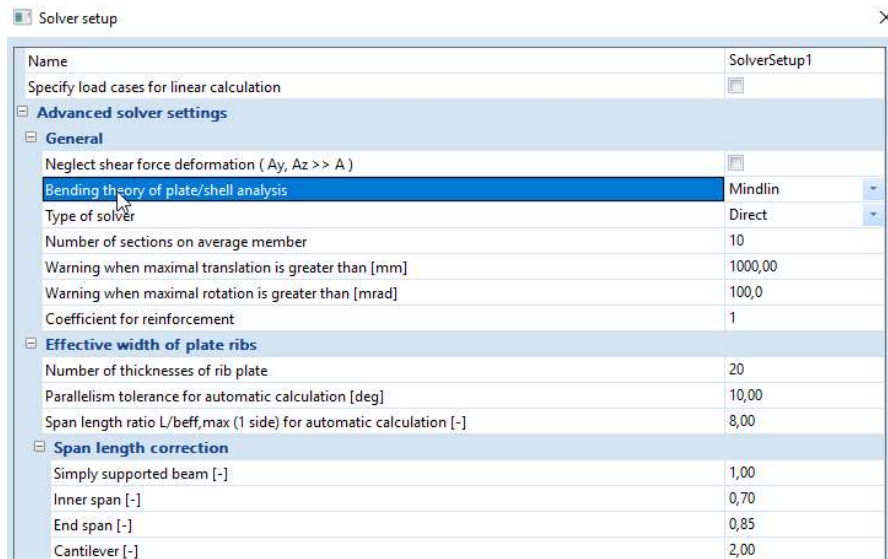 Solver setup
Name SolverSetup1
Specify load cases for linear calculation
Advanced solver settings
General
Neglect shear force deformation ( Ay, Az >> A )
Bending theory of plate/shell analysis Mindlin
Type of solver Direct
Number of sections on average member 10
Warning when maximal translation is greater than [mm] 1000,00
Warning when maximal rotation is greater than [mrad] 100,0
Coefficient for reinforcement 1
Effective width of plate ribs
Number of thicknesses of rib plate 20
Parallelism tolerance for automatic calculation [deg] 10,00
Span length ratio L/beff,max (1 side) for automatic calculation [-] 8,00
Span length correction
Simply supported beam [-] 1,00
Inner span [-] 0,70
End span [-] 0,85
Cantilever [-] 2,00